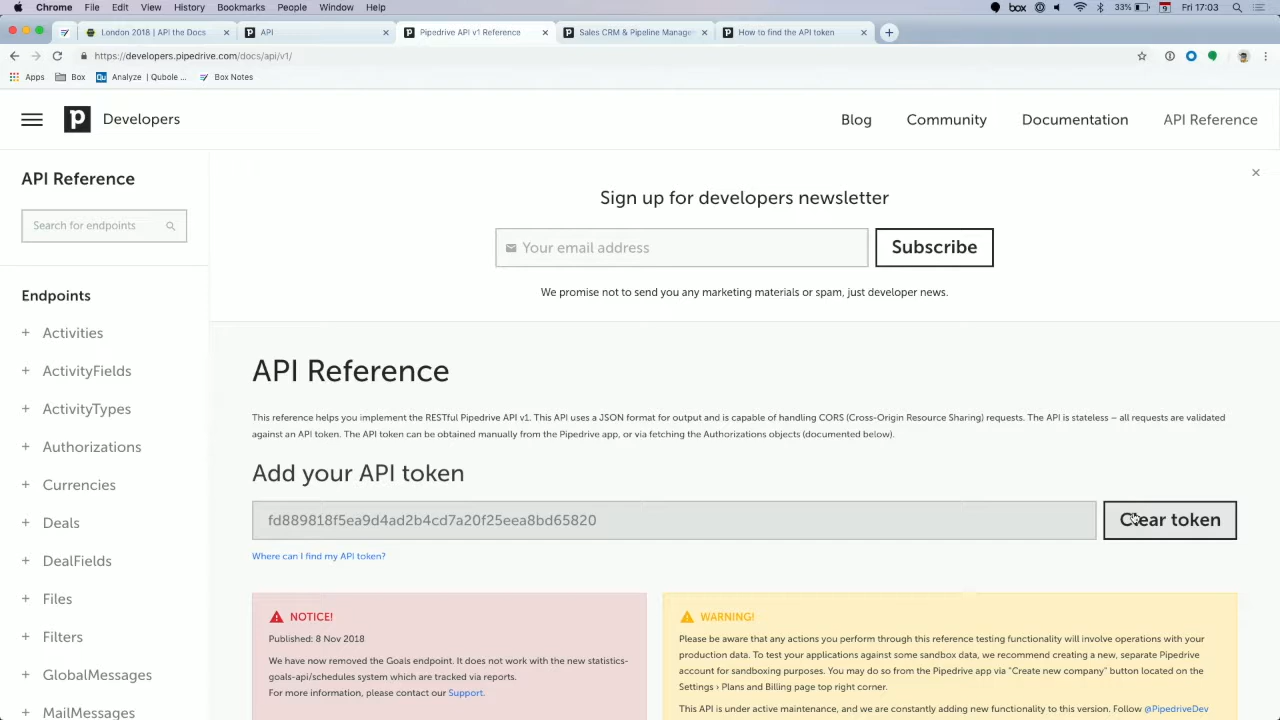 Chrome File Edit View History Bookmarks People Window Help
box 33% Fri 17:03
London 2018 | API the Docs × API × Pipedrive API v1 Reference × Sales CRM & Pipeline Manage × How to find the API token ×
https://developers.pipedrive.com/docs/api/v1/
Apps Box Analyze | Qubole ... Box Notes
Developers
Blog Community Documentation API Reference
API Reference
Search for endpoints
Endpoints
+ Activities
+ ActivityFields
+ ActivityTypes
+ Authorizations
+ Currencies
+ Deals
+ DealFields
+ Files
+ Filters
+ GlobalMessages
+ MailMessages
Sign up for developers newsletter
Your email address
Subscribe
We promise not to send you any marketing materials or spam, just developer news.
API Reference
This reference helps you implement the RESTful Pipedrive API v1. This API uses a JSON format for output and is capable of handling CORS (Cross-Origin Resource Sharing) requests. The API is stateless – all requests are validated
against an API token. The API token can be obtained manually from the Pipedrive app, or via fetching the Authorizations objects (documented below).
Add your API token
fd889818f5ea9d4ad2b4cd7a20f25eea8bd65820
Clear token
Where can I find my API token?
NOTICE!
Published: 8 Nov 2018
We have now removed the Goals endpoint. It does not work with the new statistics-
goals-api/schedules system which are tracked via reports.
For more information, please contact our Support.
WARNING!
Please be aware that any actions you perform through this reference testing functionality will involve operations with your
production data. To test your applications against some sandbox data, we recommend creating a new, separate Pipedrive
account for sandboxing purposes. You may do so from the Pipedrive app via "Create new company" button located on the
Settings › Plans and Billing page top right corner.
This API is under active maintenance, and we are constantly adding new functionality to this version. Follow @PipedriveDev